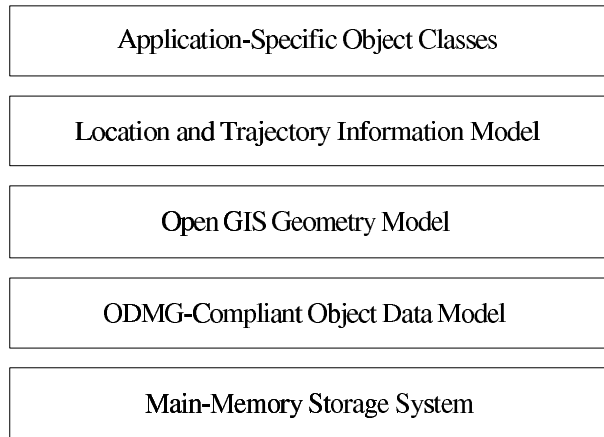 Application-Specific Object Classes
Location and Trajectory Information Model
Open GIS Geometry Model
ODMG-Compliant Object Data Model
Main-Memory Storage System